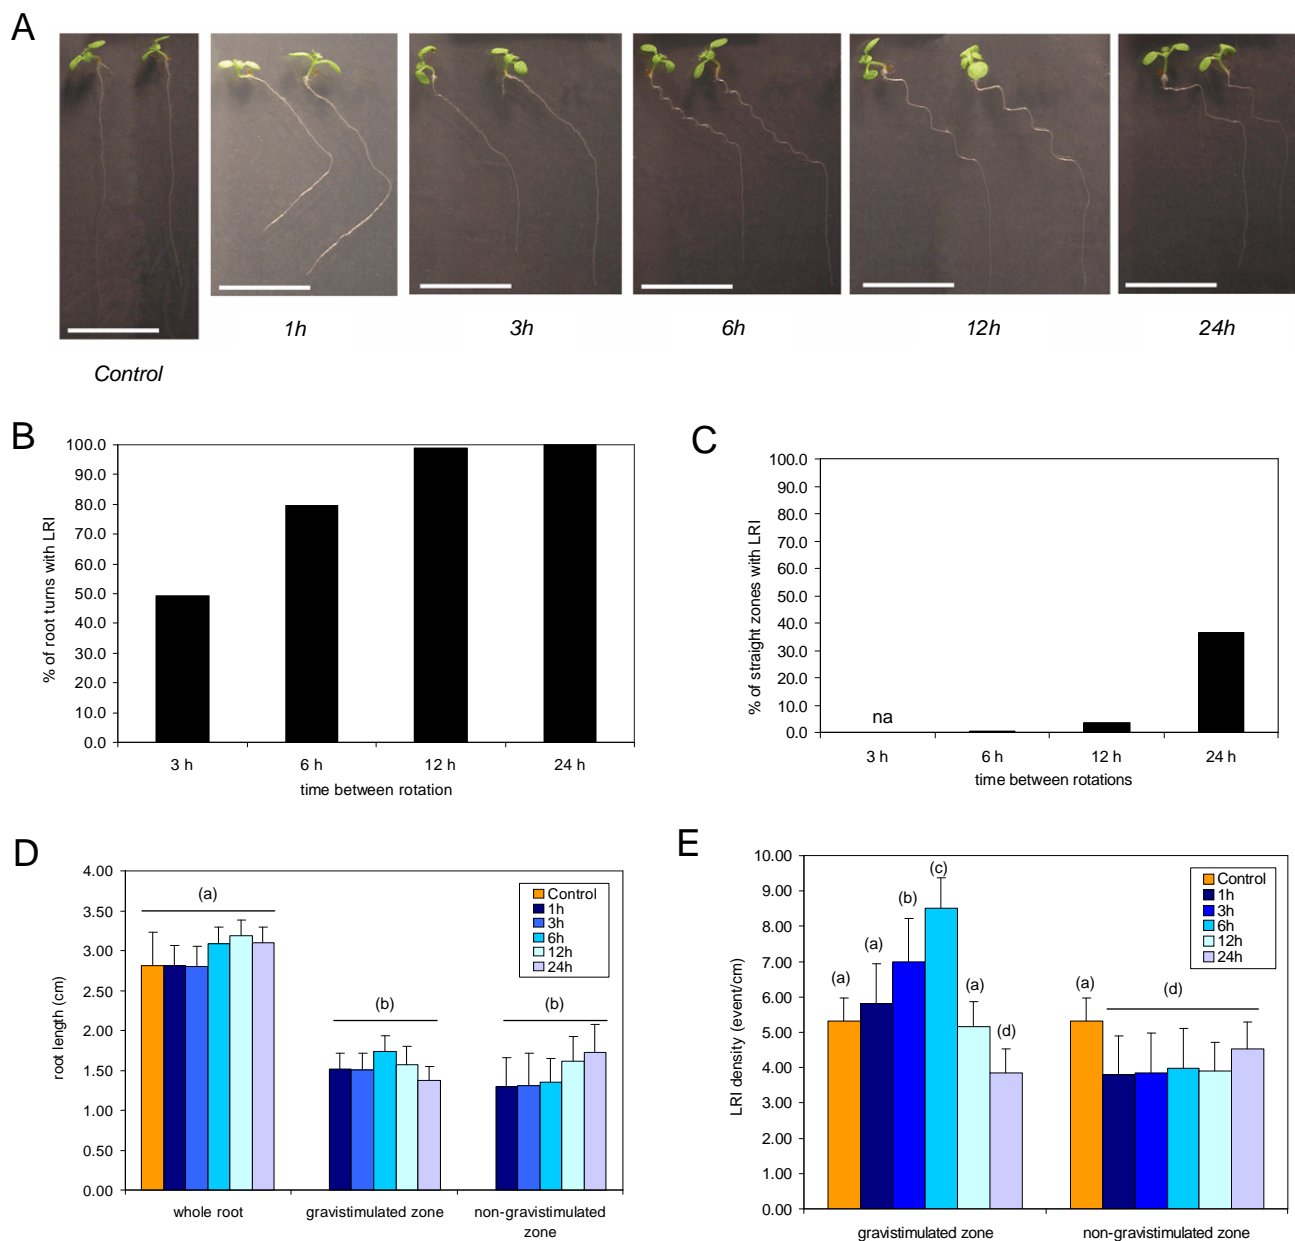 A
Control
1h
3h
6h
12h
24h
B
% of root turns with LRI
100.0
90.0
80.0
70.0
60.0
50.0
40.0
30.0
20.0
10.0
0.0
3 h
6 h
12 h
24 h
time between rotation
C
% of straight zones with LRI
100.0
90.0
80.0
70.0
60.0
50.0
40.0
30.0
20.0
10.0
0.0
na
3 h
6 h
12 h
24 h
time between rotations
D
root length (cm)
4.00
3.50
3.00
2.50
2.00
1.50
1.00
0.50
0.00
(a)
(b)
(b)
Control
1h
3h
6h
12h
24h
whole root
gravistimulated zone
non-gravistimulated
zone
E
LRI density (event/cm)
10.00
9.00
8.00
7.00
6.00
5.00
4.00
3.00
2.00
1.00
0.00
(a)
(a)
(b)
(c)
(a)
(d)
(a)
(d)
Control
1h
3h
6h
12h
24h
gravistimulated zone
non-gravistimulated zone